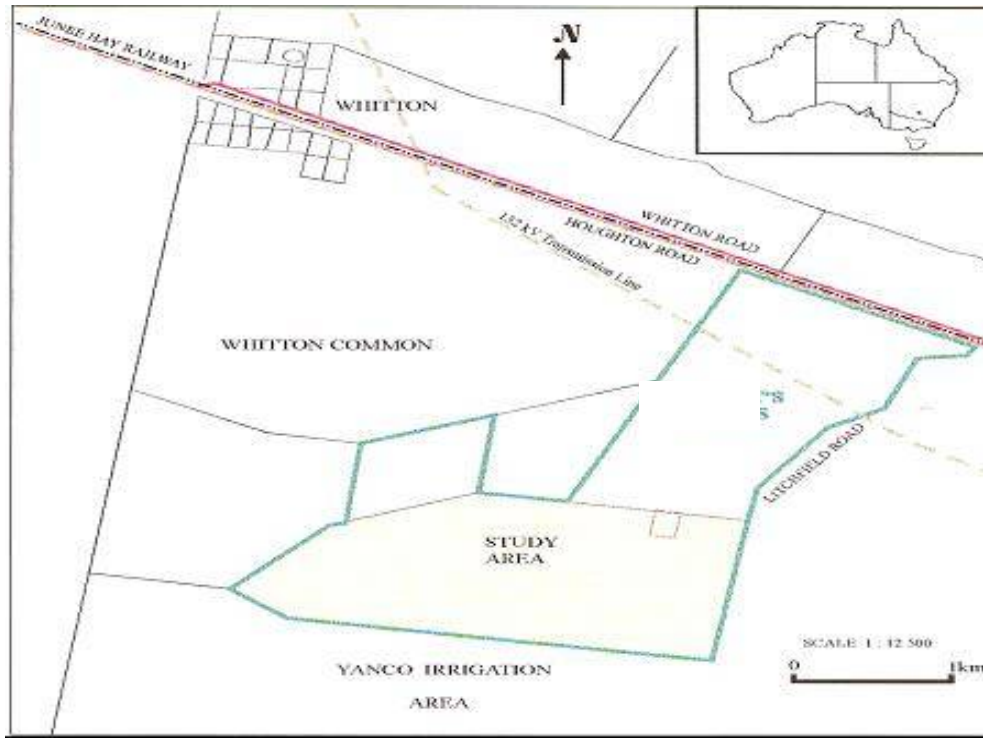 JUNEE HAY RAILWAY
N
WHITTON
WHITTON ROAD
HOUGHTON ROAD
132 kV Transmission Line
WHITTON COMMON
LITCHFIELD ROAD
STUDY
AREA
SCALE 1 : 12 500
0 1km
YANCO IRRIGATION
AREA